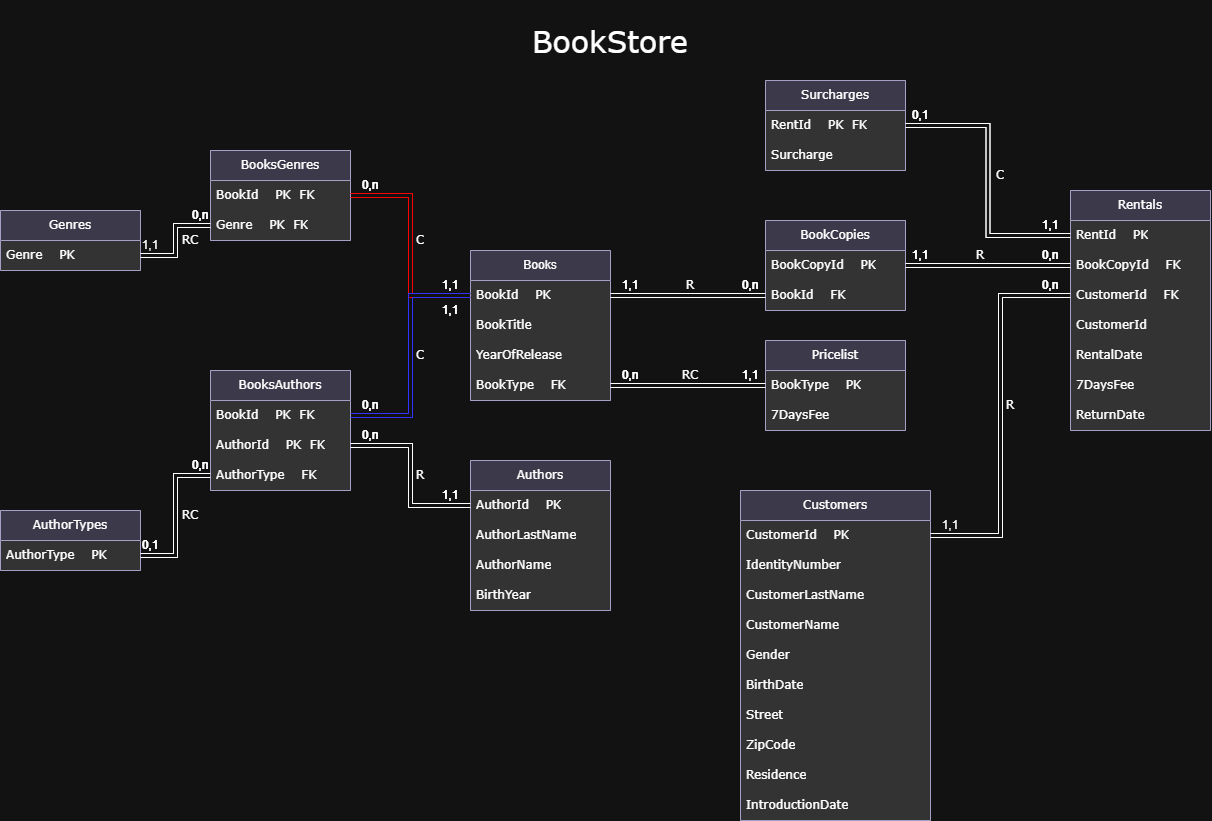 BookStore
Surcharges
RentId PK FK
Surcharge
0,1
C
1,1
Rentals
RentId PK
BookCopyId FK
CustomerId FK
CustomerId
RentalDate
7DaysFee
ReturnDate
BooksGenres
BookId PK FK
Genre PK FK
0,n
C
1,1
Genres
Genre PK
1,1
RC
0,n
Books
BookId PK
BookTitle
YearOfRelease
BookType FK
1,1
R
0,n
BookCopies
BookCopyId PK
BookId FK
1,1
R
0,n
Pricelist
BookType PK
7DaysFee
0,n
RC
1,1
BooksAuthors
BookId PK FK
AuthorId PK FK
AuthorType FK
0,n
C
1,1
0,n
R
1,1
AuthorTypes
AuthorType PK
0,1
RC
0,n
Authors
AuthorId PK
AuthorLastName
AuthorName
BirthYear
Customers
CustomerId PK
IdentityNumber
CustomerLastName
CustomerName
Gender
BirthDate
Street
ZipCode
Residence
IntroductionDate
1,1
R
0,n